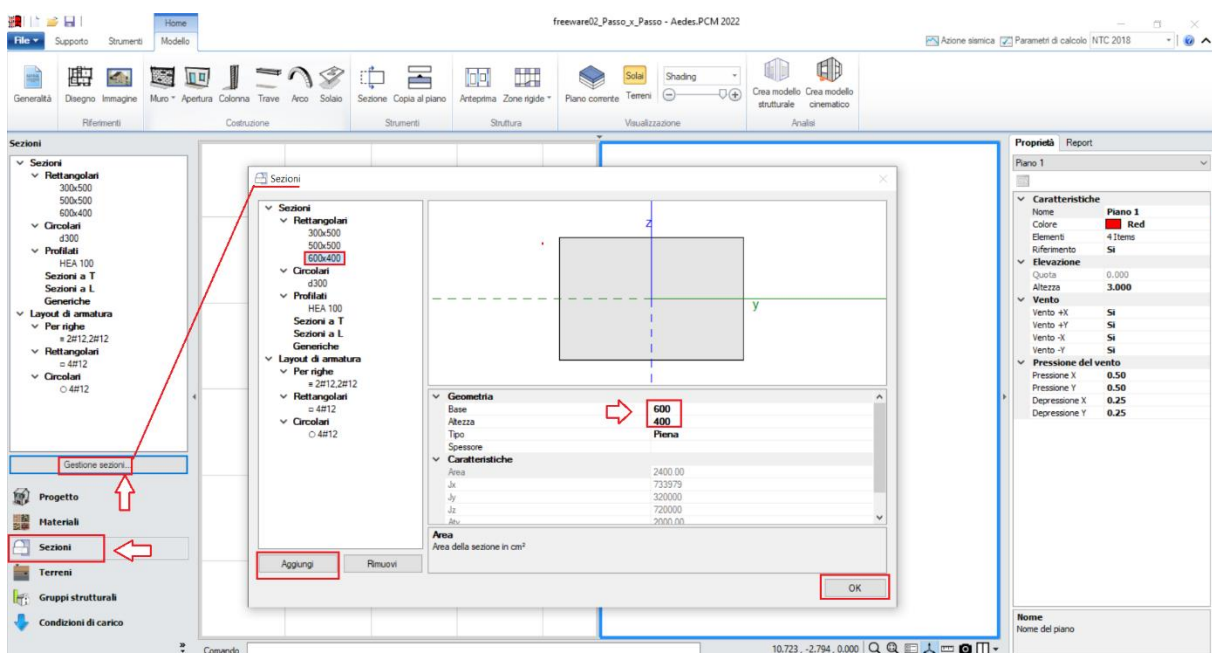 freeware02_Passo_x_Passo - Aedes.PCM 2022
Home
File Supporto Strumenti Modello
Azione sismica Parametri di calcolo NTC 2018
Generalità Disegno Immagine Muro Apertura Colonna Trave Arco Solaio Sezione Copia al piano Anteprima Zone rigide Piano corrente Solai Terreni Shading Crea modello strutturale Crea modello cinematico
Riferimenti Costruzione Strumenti Struttura Visualizzazione Analisi
Sezioni
Sezioni
Rettangolari
300x500
500x500
600x400
Circolari
d300
Profilati
HEA 100
Sezioni a T
Sezioni a L
Generiche
Layout di armatura
Per righe
2#12,2#12
Rettangolari
4#12
Circolari
4#12
Gestione sezioni...
Progetto
Materiali
Sezioni
Terreni
Gruppi strutturali
Condizioni di carico
Sezioni
Sezioni
Rettangolari
300x500
500x500
600x400
Circolari
d300
Profilati
HEA 100
Sezioni a T
Sezioni a L
Generiche
Layout di armatura
Per righe
2#12,2#12
Rettangolari
4#12
Circolari
4#12
Aggiungi Rimuovi
z
y
Geometria
Base 600
Altezza 400
Tipo Piena
Spessore
Caratteristiche
Area 2400.00
Jx 733979
Jy 320000
Jz 720000
Aty 2000.00
Area
Area della sezione in cm²
OK
Proprietà Report
Piano 1
Caratteristiche
Nome Piano 1
Colore Red
Elementi 4 Items
Riferimento Sì
Elevazione
Quota 0.000
Altezza 3.000
Vento
Vento +X Sì
Vento +Y Sì
Vento -X Sì
Vento -Y Sì
Pressione del vento
Pressione X 0.50
Pressione Y 0.50
Depressione X 0.25
Depressione Y 0.25
Nome
Nome del piano
Comando
10.723 , -2.794 , 0.000